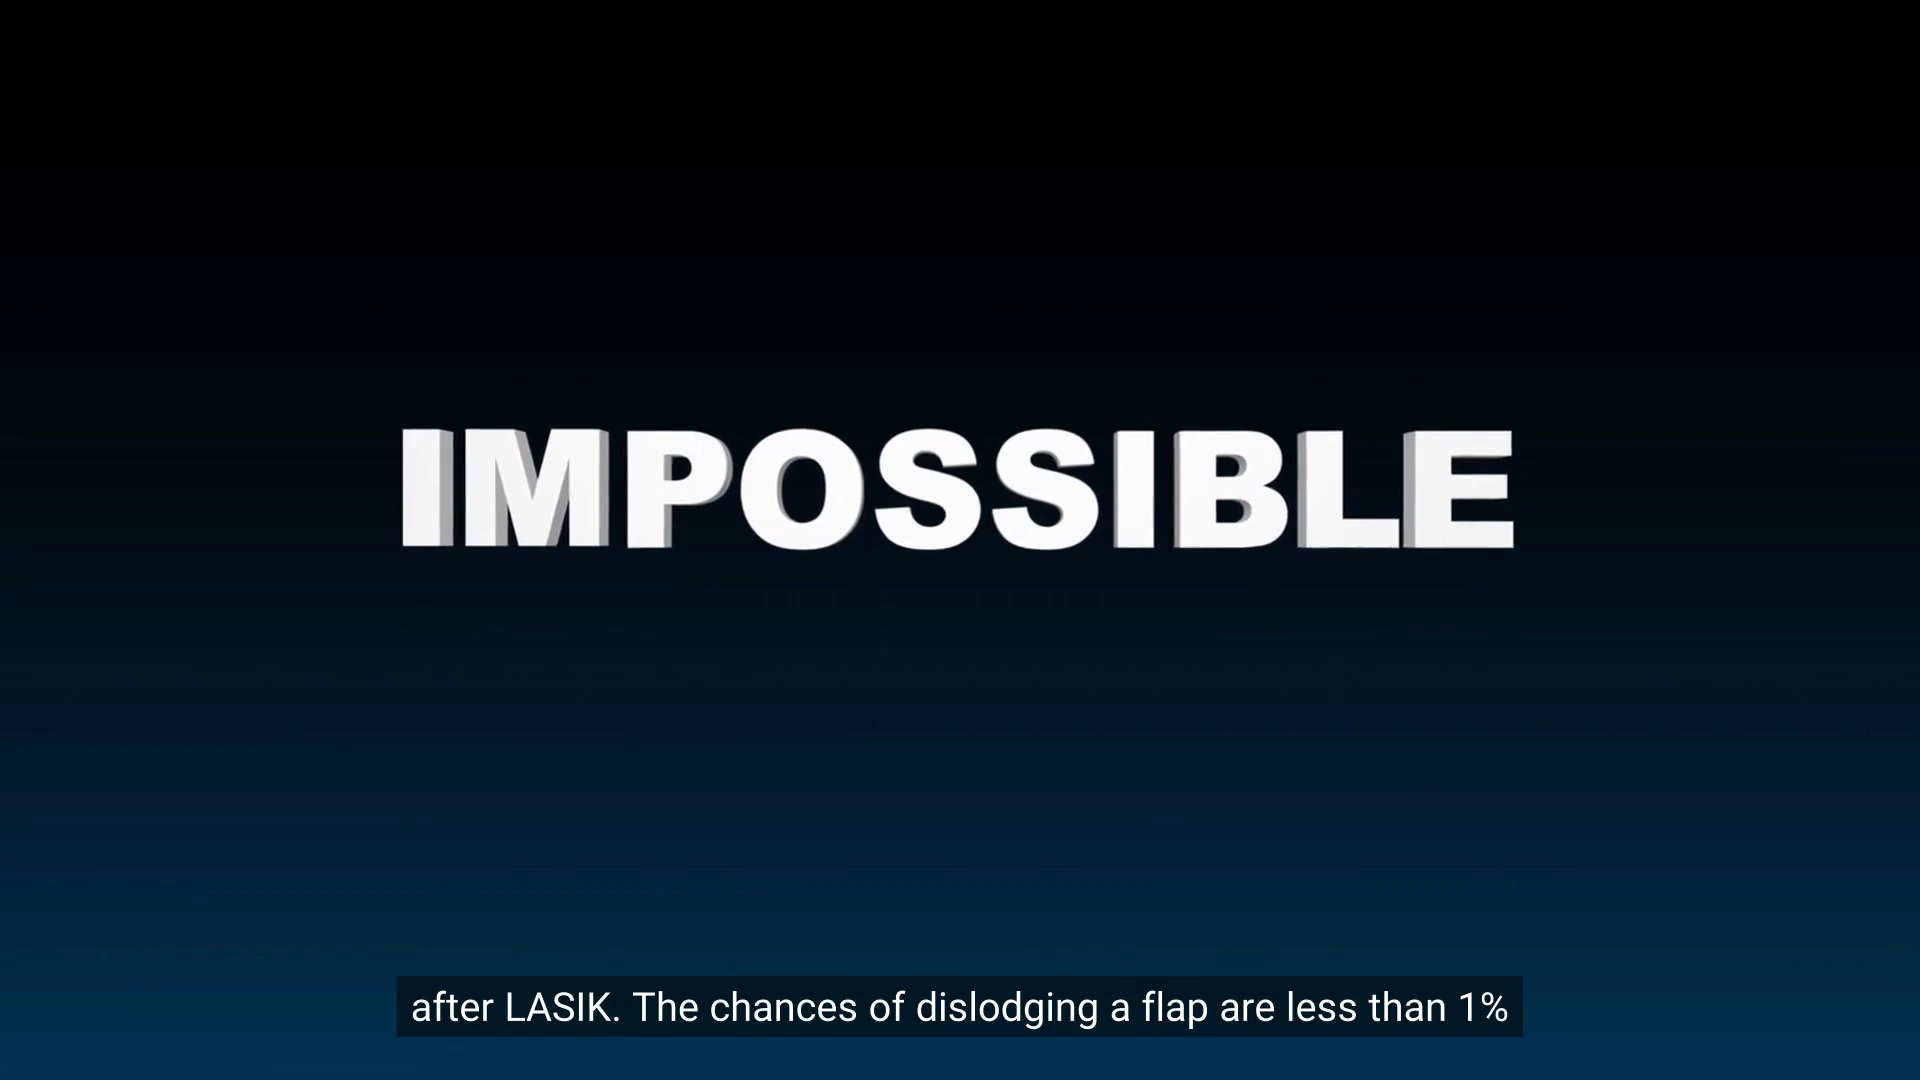 IMPOSSIBLE
after LASIK. The chances of dislodging a flap are less than 1%